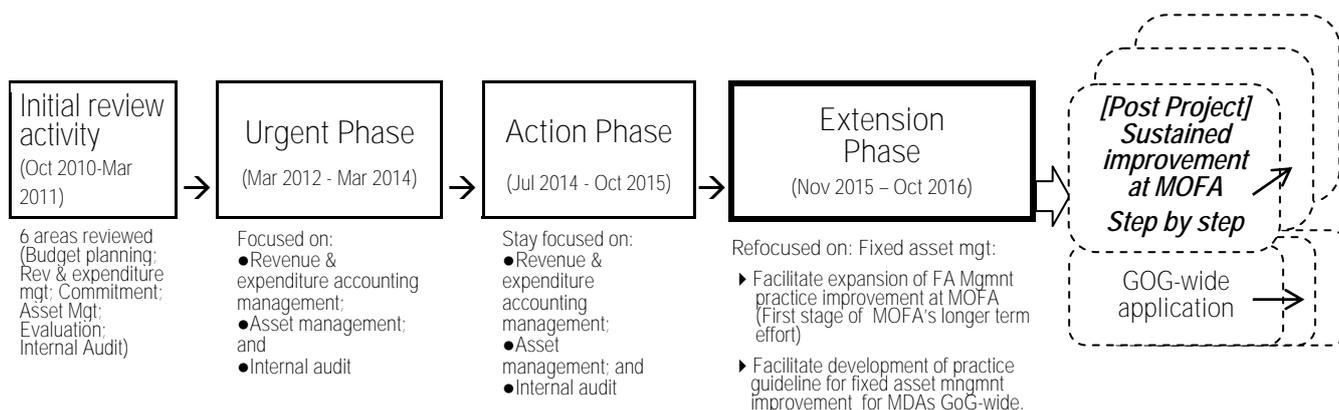 Initial review
activity
(Oct 2010-Mar
2011)
6 areas reviewed
(Budget planning;
Rev & expenditure
mgt; Commitment;
Asset Mgt;
Evaluation;
Internal Audit)
Urgent Phase
(Mar 2012 - Mar 2014)
Focused on:
●Revenue &
expenditure accounting
management;
●Asset management;
and
●Internal audit
Action Phase
(Jul 2014 - Oct 2015)
Stay focused on:
●Revenue &
expenditure
accounting
management;
●Asset
management; and
●Internal audit
Extension
Phase
(Nov 2015 – Oct 2016)
Refocused on: Fixed asset mgt:
Facilitate expansion of FA Mgmnt
practice improvement at MOFA
(First stage of MOFA's longer term
effort)
Facilitate development of practice
guideline for fixed asset mngmnt
improvement for MDAs GoG-wide.
[Post Project]
Sustained
improvement
at MOFA
Step by step
GOG-wide
application